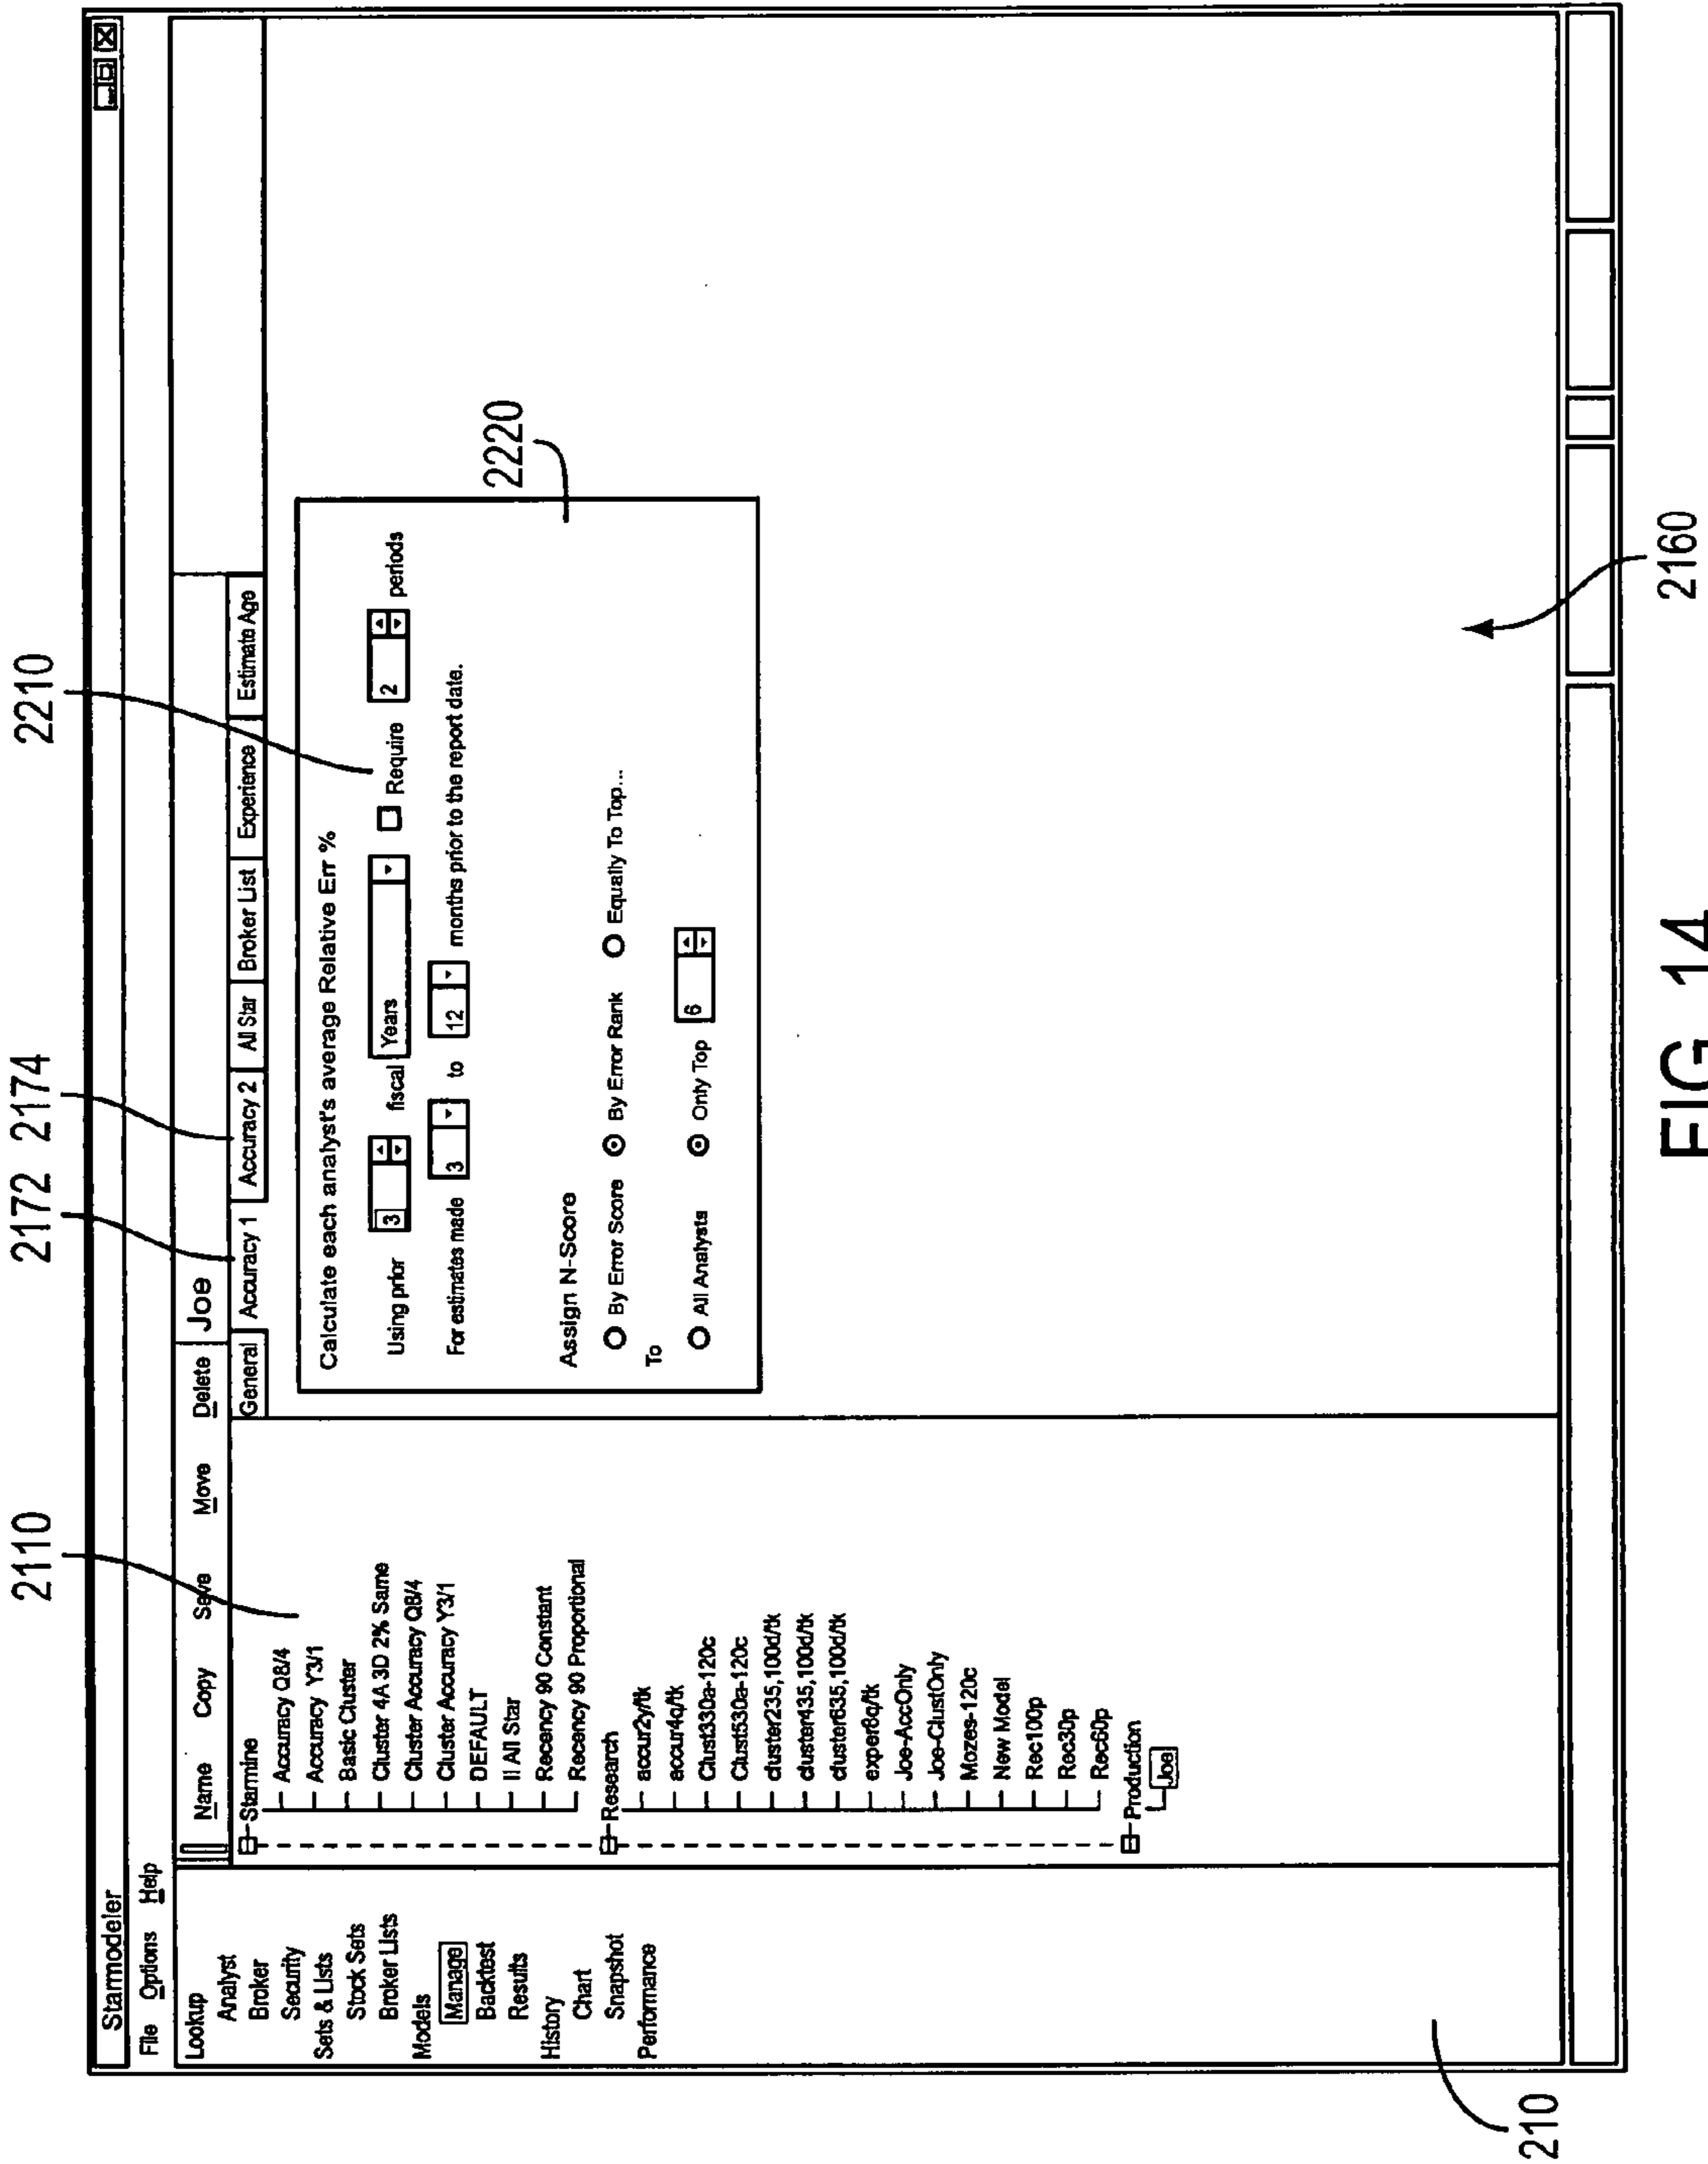 2110
2172
2174
2210
Starmodeler
File Options Help
Lookup
Analyst
Broker
Security
Sets & Lists
Stock Sets
Broker Lists
Models
Manage
Backtest
Results
History
Chart
Snapshot
Performance
210
Name Copy Save Move Delete Joe
Starmine
Accuracy Q8/4
Accuracy Y3/1
Basic Cluster
Cluster 4A 3D 2% Same
Cluster Accuracy Q8/4
Cluster Accuracy Y3/1
DEFAULT
II All Star
Recency 90 Constant
Recency 90 Proportional
Research
accur2y/tk
accur4q/tk
Clust330a-120c
Clust530a-120c
cluster235,100d/tk
cluster435,100d/tk
cluster635,100d/tk
exper8q/tk
Joe-AccOnly
Joe-ClustOnly
Mozes-120c
New Model
Rec100p
Rec30p
Rec60p
Production
Joe
General Accuracy 1 Accuracy 2 All Star Broker List Experience Estimate Age
Calculate each analyst's average Relative Err %
Using prior 3 fiscal Years Require 2 periods
For estimates made 3 to 12 months prior to the report date.
Assign N-Score
By Error Score By Error Rank Equally To Top...
To
All Analysts Only Top 6
2220
2160
FIG. 14